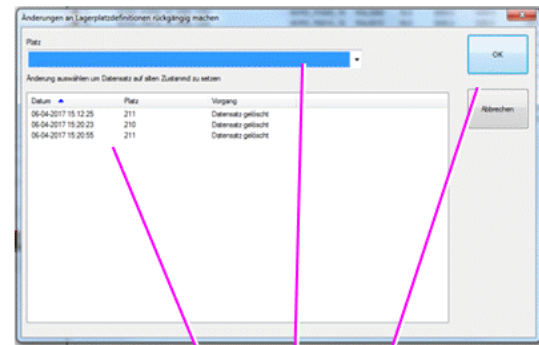 Änderungen an Lagerplatzdefinitionen rückgängig machen
Platz
OK
Änderung auswählen um Datensatz auf alten Zustannd zu setzen
Abbrechen
Datum Platz Vorgang
06-04-2017 15:12:25 211 Datensatz gelöscht
06-04-2017 15:20:23 210 Datensatz gelöscht
06-04-2017 15:20:55 211 Datensatz gelöscht